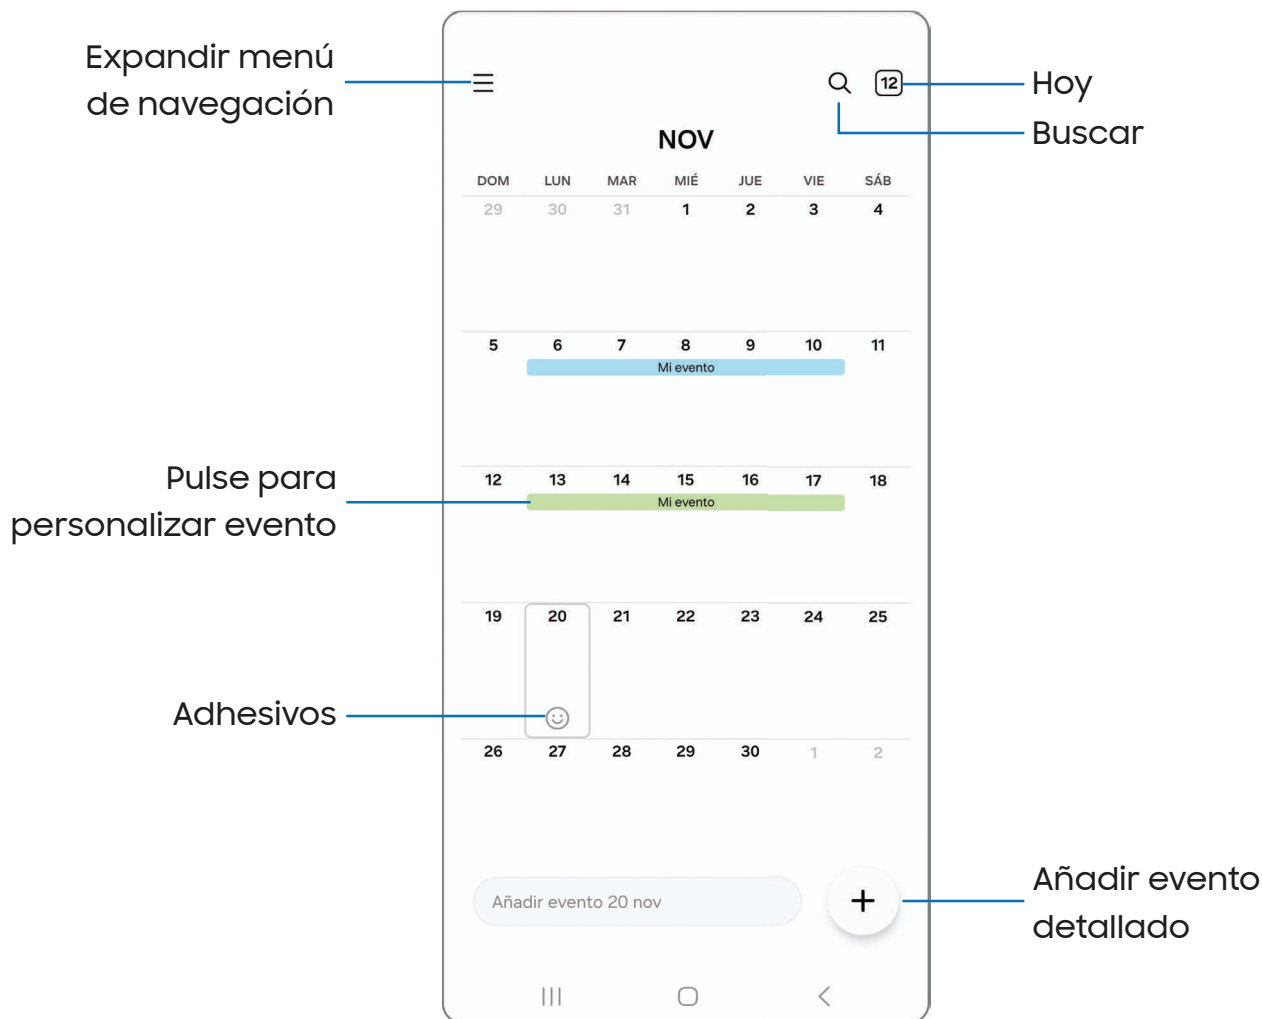 Expandir menú
de navegación
12
Hoy
Buscar
NOV
DOM LUN MAR MIÉ JUE VIE SÁB
29 30 31 1 2 3 4
5 6 7 8 9 10 11
Mi evento
Pulse para
personalizar evento
12 13 14 15 16 17 18
Mi evento
19 20 21 22 23 24 25
Adhesivos
26 27 28 29 30 1 2
Añadir evento 20 nov
Añadir evento
detallado